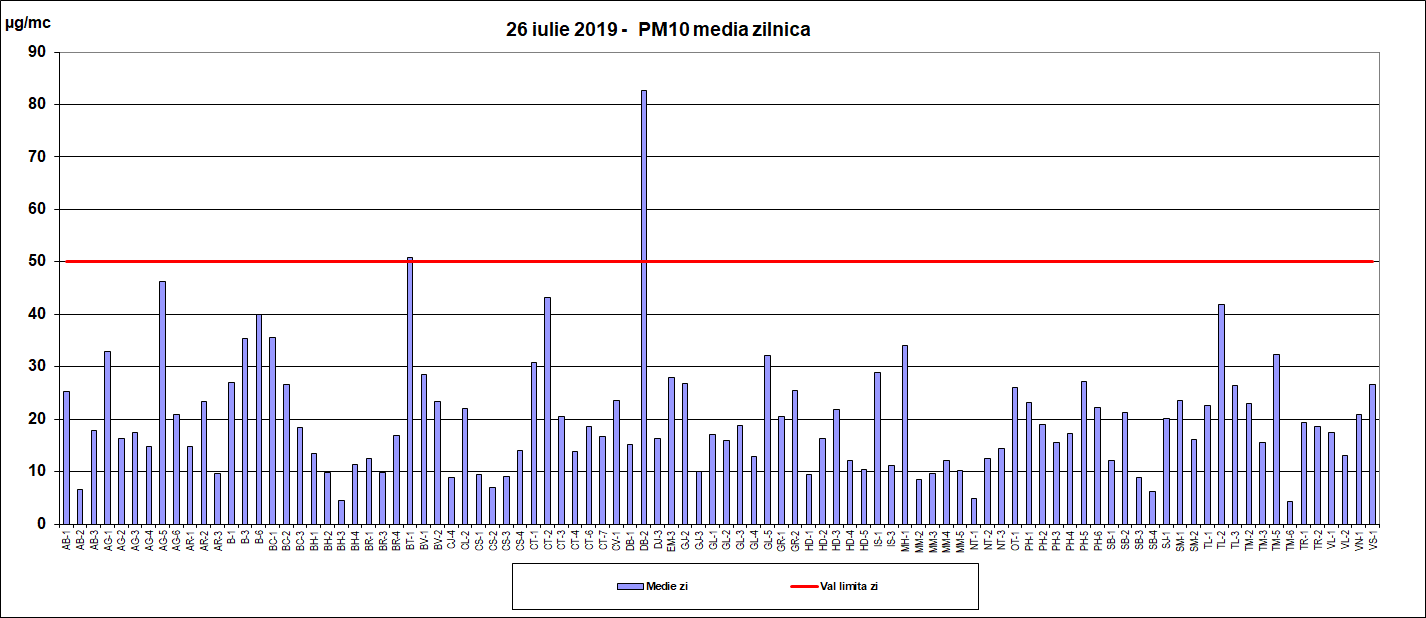 µg/mc
26 iulie 2019 - PM10 media zilnica
90
80
70
60
50
40
30
20
10
0
AB-1 AB-2 AB-3 AG-1 AG-2 AG-3 AG-4 AG-5 AG-6 AR-1 AR-2 AR-3 B-1 B-3 B-6 BC-1 BC-2 BC-3 BH-1 BH-2 BH-3 BH-4 BR-1 BR-3 BR-4 BT-1 BV-1 BV-2 CJ-4 CL-2 CS-1 CS-2 CS-3 CS-4 CT-1 CT-2 CT-3 CT-4 CT-6 CT-7 CV-1 DB-1 DB-2 DJ-3 EM-3 GJ-2 GJ-3 GL-1 GL-2 GL-3 GL-4 GL-5 GR-1 GR-2 HD-1 HD-2 HD-3 HD-4 HD-5 IS-1 IS-3 MH-1 MM-2 MM-3 MM-4 MM-5 NT-1 NT-2 NT-3 OT-1 PH-1 PH-2 PH-3 PH-4 PH-5 PH-6 SB-1 SB-2 SB-3 SB-4 SJ-1 SM-1 SM-2 TL-1 TL-2 TL-3 TM-2 TM-3 TM-5 TM-6 TR-1 TR-2 VL-1 VL-2 VN-1 VS-1
Medie zi Val limita zi